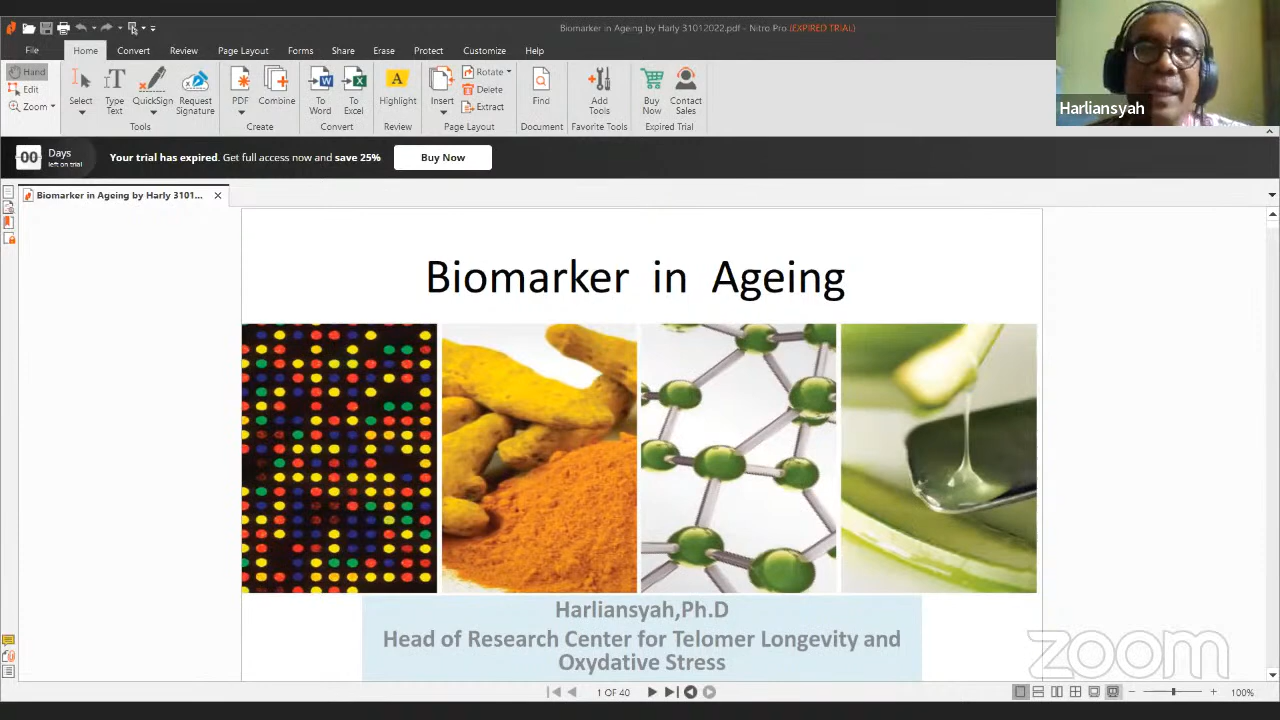 Biomarker in Ageing by Harly 31012022.pdf - Nitro Pro (EXPIRED TRIAL)
File Home Convert Review Page Layout Forms Share Erase Protect Customize Help
Hand
Edit
Zoom
Select
Type Text
QuickSign
Request Signature
Tools
PDF
Combine
Create
To Word
To Excel
Convert
Highlight
Review
Insert
Rotate
Delete
Extract
Page Layout
Find
Document
Add Tools
Favorite Tools
Buy Now
Contact Sales
Expired Trial
Harliansyah
00 Days
left on trial
Your trial has expired. Get full access now and save 25%
Buy Now
Biomarker in Ageing by Harly 3101...
Biomarker in Ageing
Harliansyah,Ph.D
Head of Research Center for Telomer Longevity and
Oxydative Stress
zoom
1 OF 40
100%